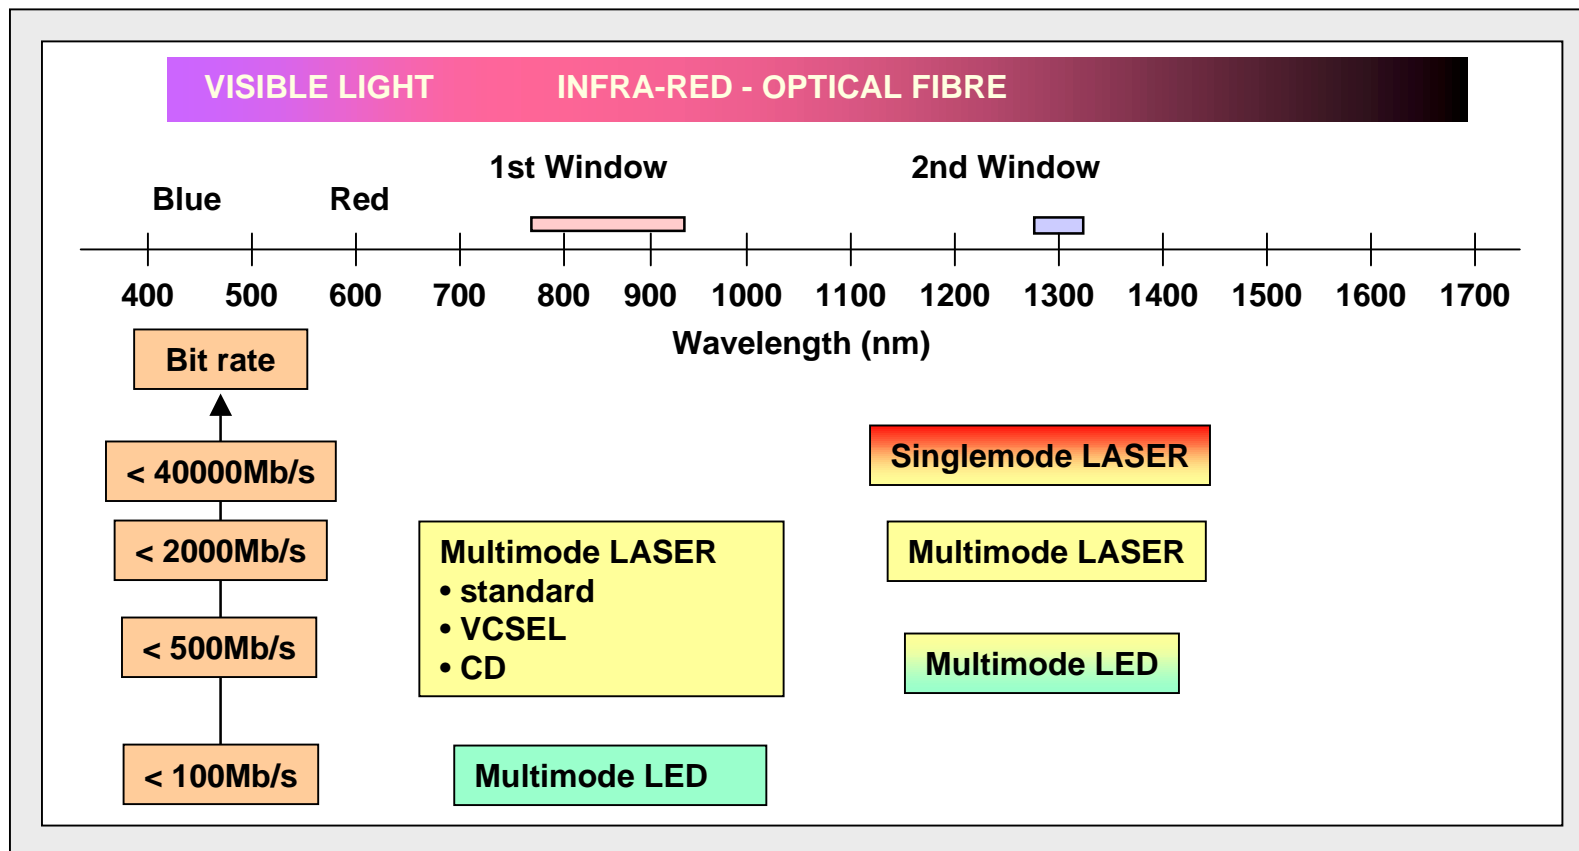 VISIBLE LIGHT INFRA-RED - OPTICAL FIBRE
1st Window 2nd Window
Blue Red
400 500 600 700 800 900 1000 1100 1200 1300 1400 1500 1600 1700
Wavelength (nm)
Bit rate
< 40000Mb/s
Singlemode LASER
< 2000Mb/s
Multimode LASER
• standard
• VCSEL
• CD
Multimode LASER
< 500Mb/s
Multimode LED
< 100Mb/s
Multimode LED